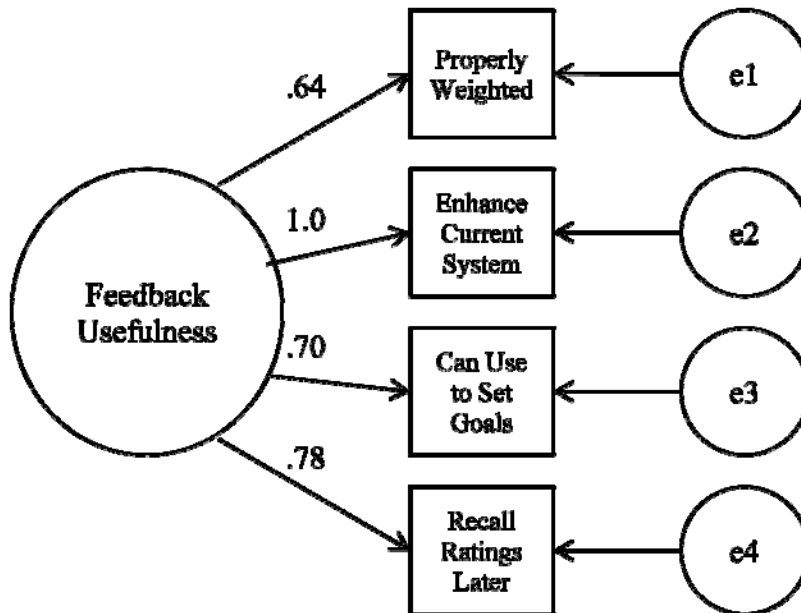 Properly
Weighted
e1
.64
Enhance
Current
System
e2
1.0
Feedback
Usefulness
.70
Can Use
to Set
Goals
e3
.78
Recall
Ratings
Later
e4